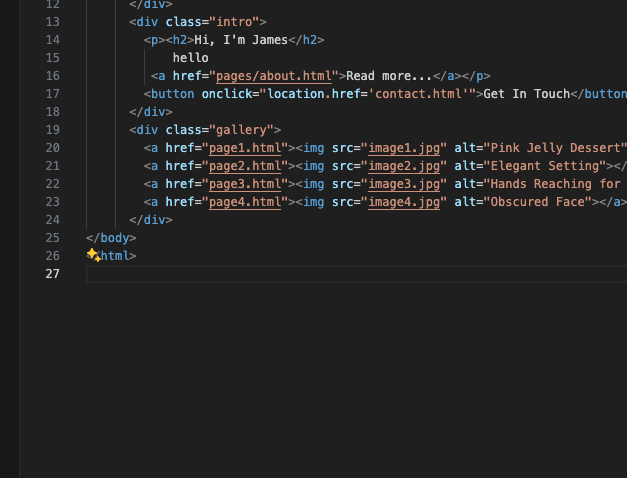 12 </div>
13 <div class="intro">
14 <p><h2>Hi, I'm James</h2>
15 hello
16 <a href="pages/about.html">Read more...</a></p>
17 <button onclick="location.href='contact.html'">Get In Touch</button
18 </div>
19 <div class="gallery">
20 <a href="page1.html"><img src="image1.jpg" alt="Pink Jelly Dessert"
21 <a href="page2.html"><img src="image2.jpg" alt="Elegant Setting"></
22 <a href="page3.html"><img src="image3.jpg" alt="Hands Reaching for
23 <a href="page4.html"><img src="image4.jpg" alt="Obscured Face"></a>
24 </div>
25 </body>
26 </html>
27